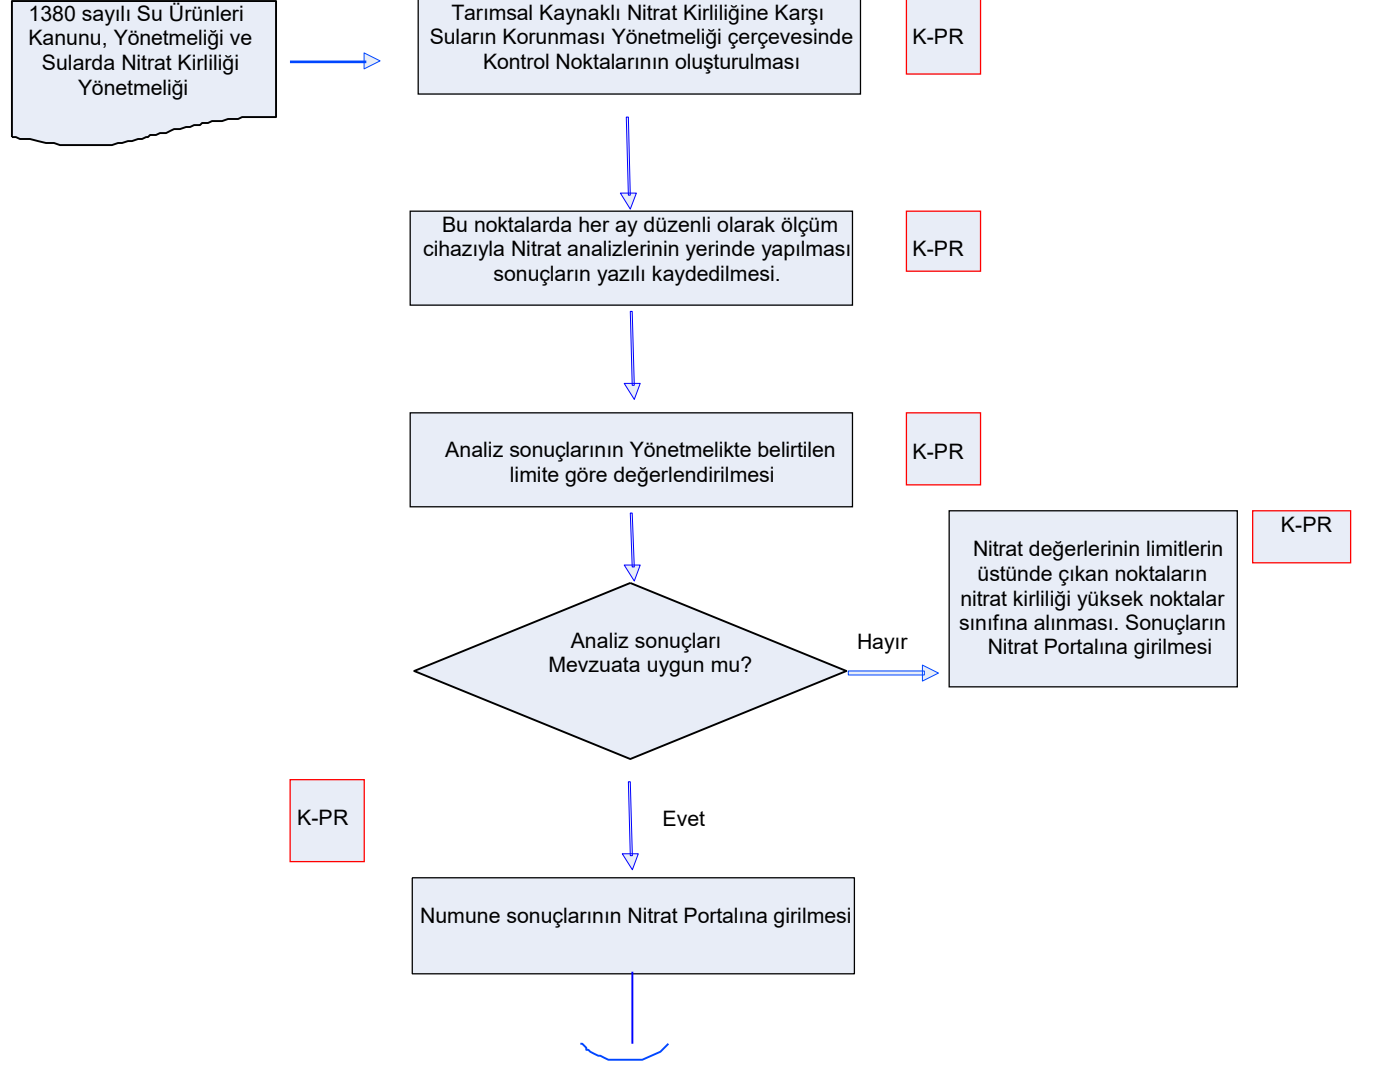 1380 sayılı Su Ürünleri
Kanunu, Yönetmeliği ve
Sularda Nitrat Kirliliği
Yönetmeliği
Tarımsal Kaynaklı Nitrat Kirliliğine Karşı
Suların Korunması Yönetmeliği çerçevesinde
Kontrol Noktalarının oluşturulması
K-PR
Bu noktalarda her ay düzenli olarak ölçüm
cihazıyla Nitrat analizlerinin yerinde yapılması
sonuçların yazılı kaydedilmesi.
K-PR
Analiz sonuçlarının Yönetmelikte belirtilen
limite göre değerlendirilmesi
K-PR
Nitrat değerlerinin limitlerin
üstünde çıkan noktaların
nitrat kirliliği yüksek noktalar
sınıfına alınması. Sonuçların
Nitrat Portalına girilmesi
K-PR
Analiz sonuçları
Mevzuata uygun mu?
Hayır
K-PR
Evet
Numune sonuçlarının Nitrat Portalına girilmesi